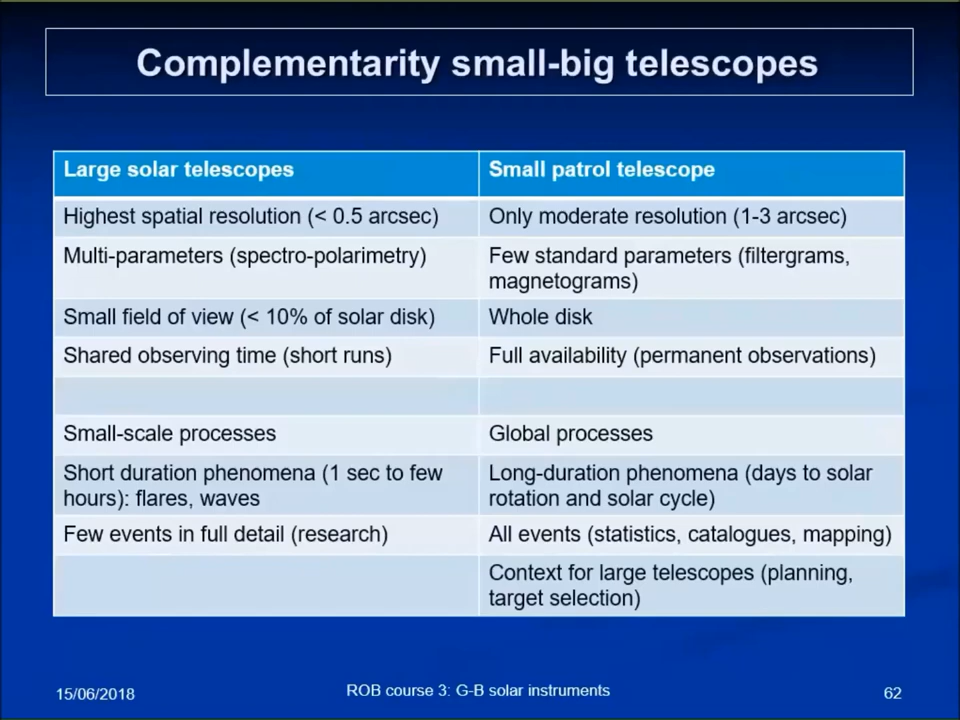 Complementarity small-big telescopes
Large solar telescopes
Small patrol telescope
Highest spatial resolution (< 0.5 arcsec)
Only moderate resolution (1-3 arcsec)
Multi-parameters (spectro-polarimetry)
Few standard parameters (filtergrams,
magnetograms)
Small field of view (< 10% of solar disk)
Whole disk
Shared observing time (short runs)
Full availability (permanent observations)
Small-scale processes
Global processes
Short duration phenomena (1 sec to few
hours): flares, waves
Long-duration phenomena (days to solar
rotation and solar cycle)
Few events in full detail (research)
All events (statistics, catalogues, mapping)
Context for large telescopes (planning,
target selection)
15/06/2018
ROB course 3: G-B solar instruments
62